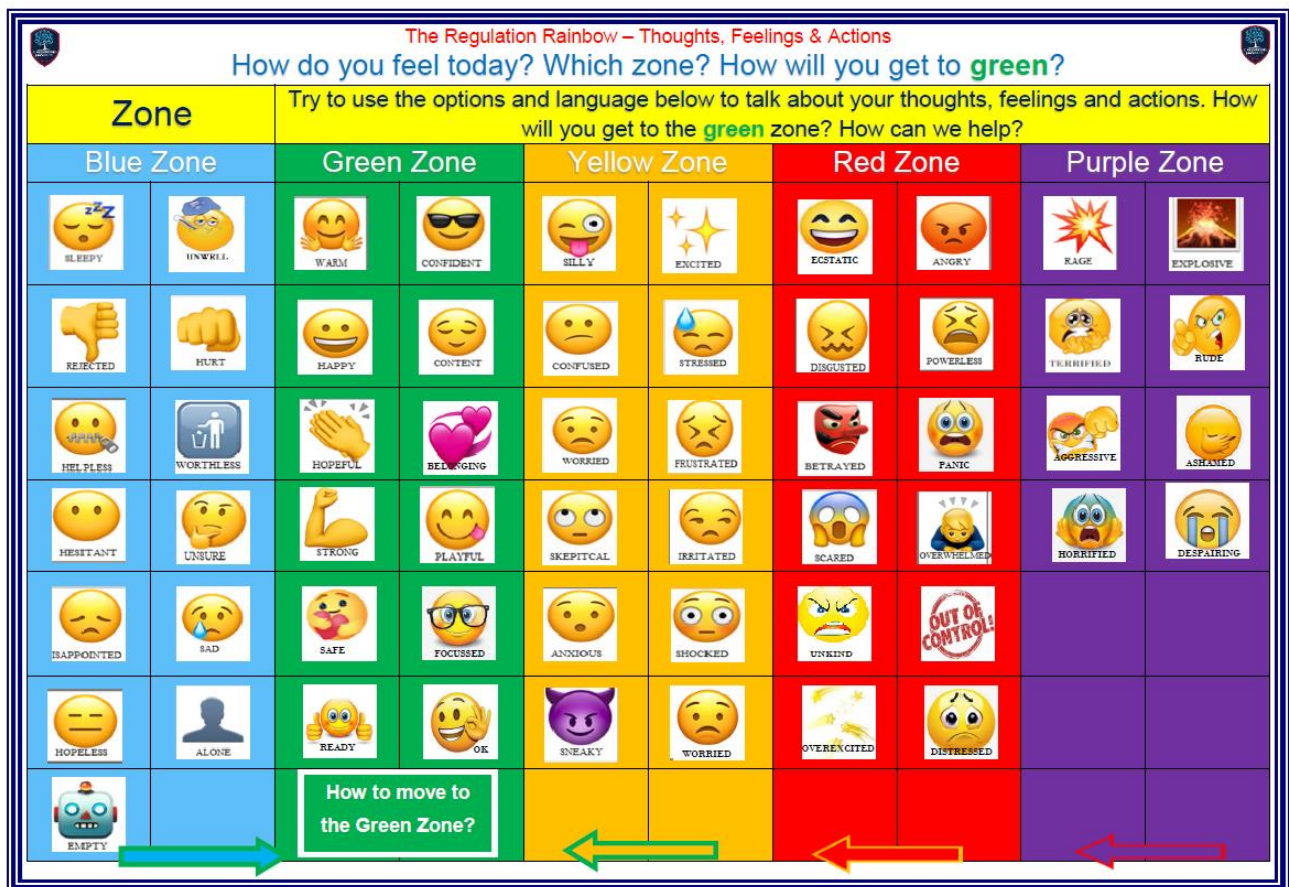 The Regulation Rainbow – Thoughts, Feelings & Actions
How do you feel today? Which zone? How will you get to green?
Zone
Try to use the options and language below to talk about your thoughts, feelings and actions. How
will you get to the green zone? How can we help?
Blue Zone
Green Zone
Yellow Zone
Red Zone
Purple Zone
zzZ
SLEEPY
UNWRLL
WARM
CONFIDENT
SILLY
EXCITED
ECSTATIC
ANGRY
RAGE
EXPLOSIVE
REJECTED
HURT
HAPPY
CONTENT
CONFUSED
STRESSED
DISGUSTED
POWERLESS
TERRIFIED
RUDE
HELPLESS
WORTHLESS
HOPEFUL
BELONGING
WORRIED
FRUSTRATED
BETRAYED
PANIC
AGGRESSIVE
ASHAMED
HESITANT
UNSURE
STRONG
PLAYFUL
SKEPITCAL
IRRITATED
SCARED
OVERWHELMED
HORRIFIED
DESPAIRING
ISAPPOINTED
SAD
SAFE
FOCUSSED
ANXIOUS
SHOCKED
UNKIND
OUT OF
CONTROL!
HOPELESS
ALONE
READY
OK
SNEAKY
WORRIED
OVEREXCITED
DISTRESSED
EMPTY
How to move to
the Green Zone?